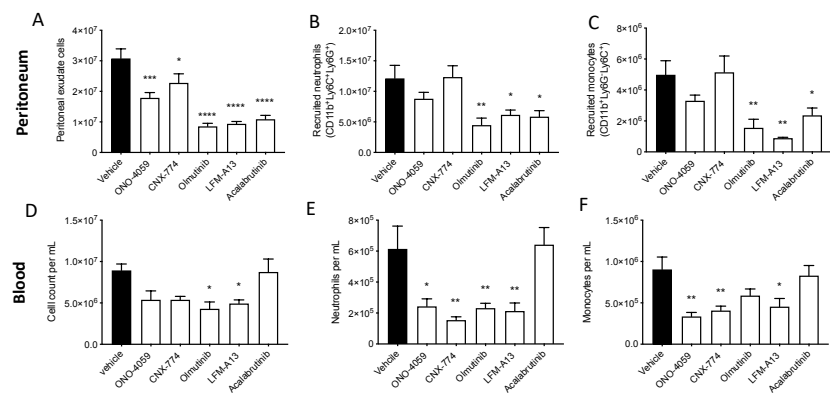 A
Peritoneum
Peritoneal exudate cells
4×10⁷
3×10⁷
2×10⁷
1×10⁷
0
***
*
****
****
****
Vehicle
ONO-4059
CNX-774
Olmutinib
LFM-A13
Acalabrutinib
B
Recruited neutrophils
(CD11b⁺Ly6C⁺Ly6G⁺)
2.0×10⁷
1.5×10⁷
1.0×10⁷
5.0×10⁶
0.0
**
*
*
Vehicle
ONO-4059
CNX-774
Olmutinib
LFM-A13
Acalabrutinib
C
Recruited monocytes
(CD11b⁺Ly6G⁻Ly6C⁺)
8×10⁶
6×10⁶
4×10⁶
2×10⁶
0
**
**
*
Vehicle
ONO-4059
CNX-774
Olmutinib
LFM-A13
Acalabrutinib
D
Blood
Cell count per mL
1.5×10⁷
1.0×10⁷
5.0×10⁶
0.0
*
*
vehicle
ONO-4059
CNX-774
Olmutinib
LFM-A13
Acalabrutinib
E
Neutrophils per mL
8×10⁵
6×10⁵
4×10⁵
2×10⁵
0
*
**
**
**
Vehicile
ONO-4059
CNX-774
Olmutinib
LFM-A13
Acalabrutinib
F
Monocytes per mL
1.5×10⁶
1.0×10⁶
5.0×10⁵
0.0
**
**
*
Vehicle
ONO-4059
CNX-774
Olmutinib
LFM-A13
Acalabrutinib